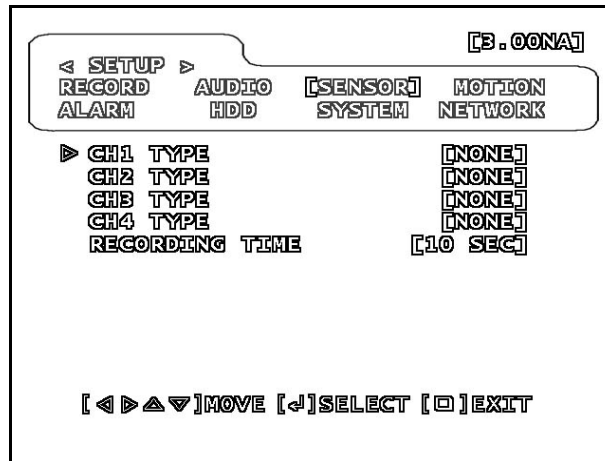 [3.00NA]
< SETUP >
RECORD AUDIO [SENSOR] MOTION
ALARM HDD SYSTEM NETWORK
▷ CH1 TYPE [NONE]
CH2 TYPE [NONE]
CH3 TYPE [NONE]
CH4 TYPE [NONE]
RECORDING TIME [10 SEC]
[◁▷△▽]MOVE [↲]SELECT [□]EXIT